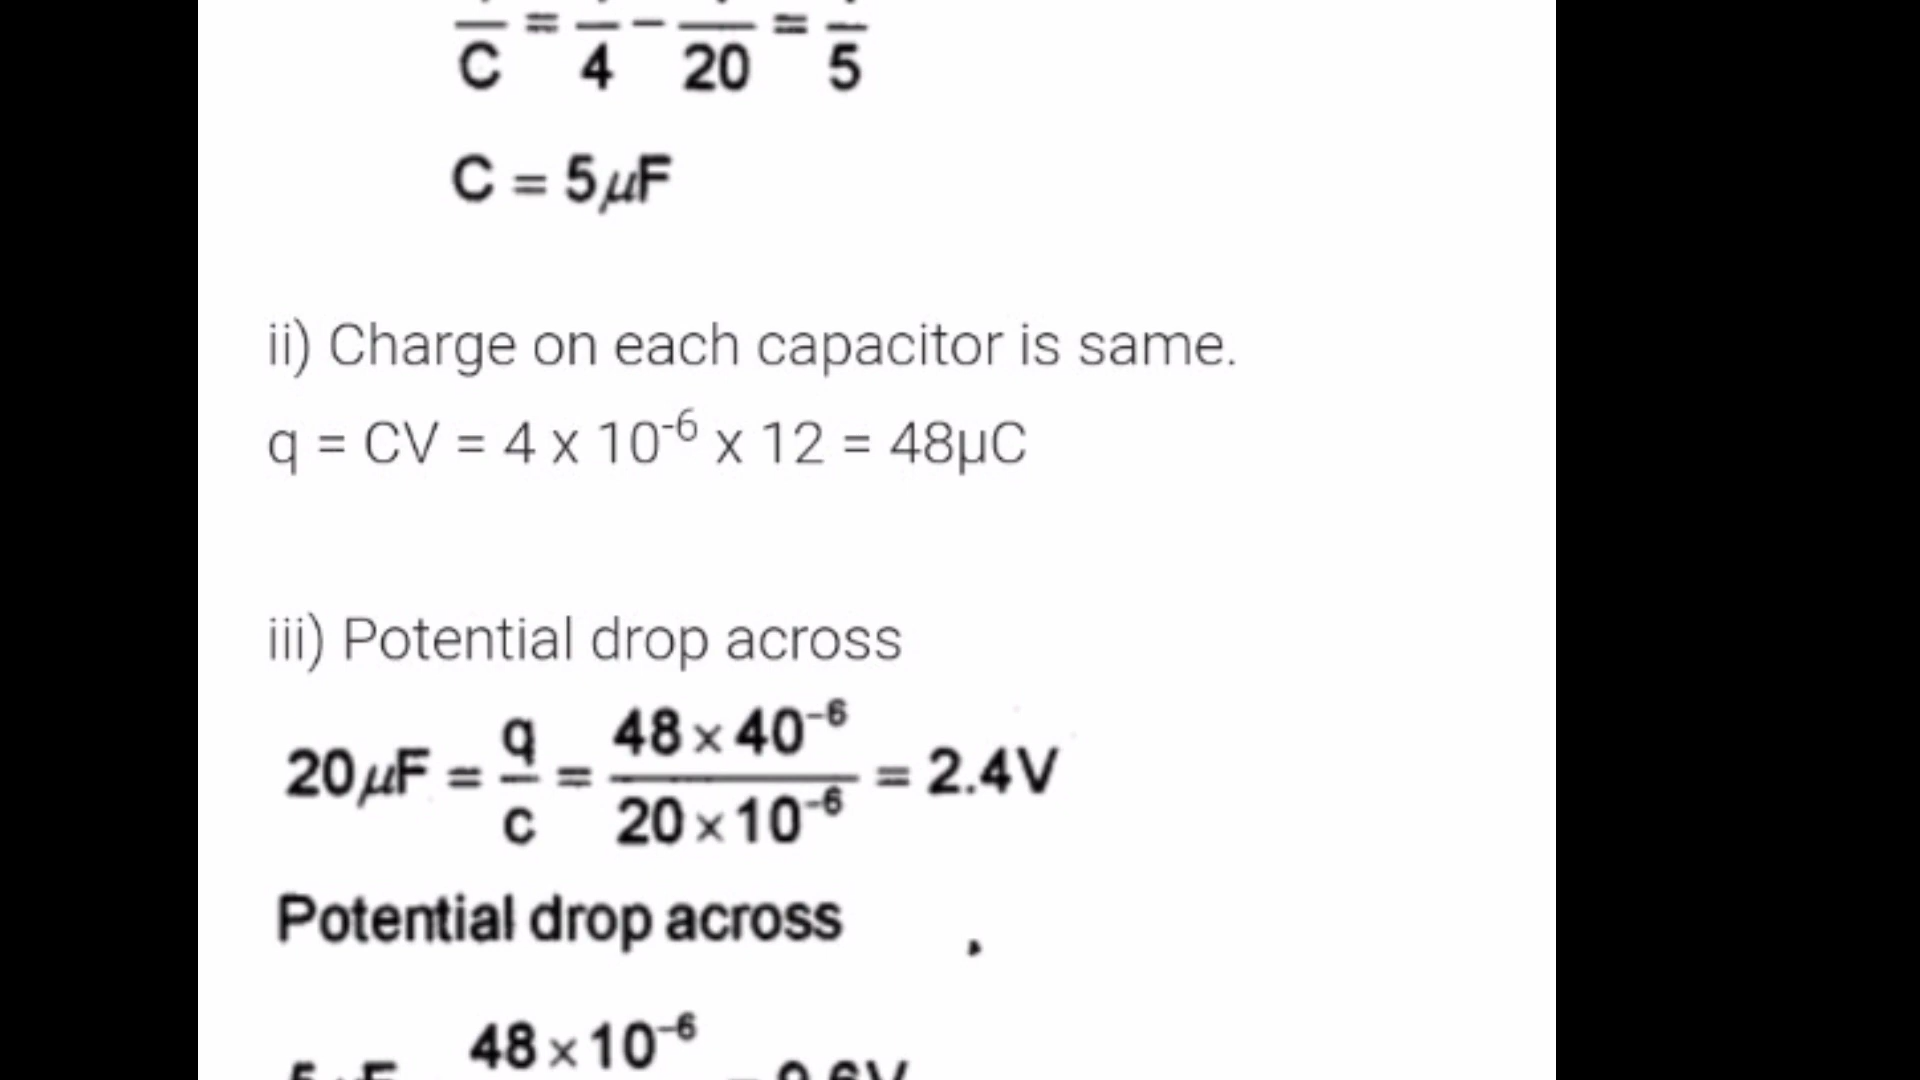 C = 4 - 20 = 5
C = 5µF
ii) Charge on each capacitor is same.
q = CV = 4 x 10⁻⁶ x 12 = 48µC
iii) Potential drop across
20µF = q/c = 48×40⁻⁶/20×10⁻⁶ = 2.4V
Potential drop across
48×10⁻⁶